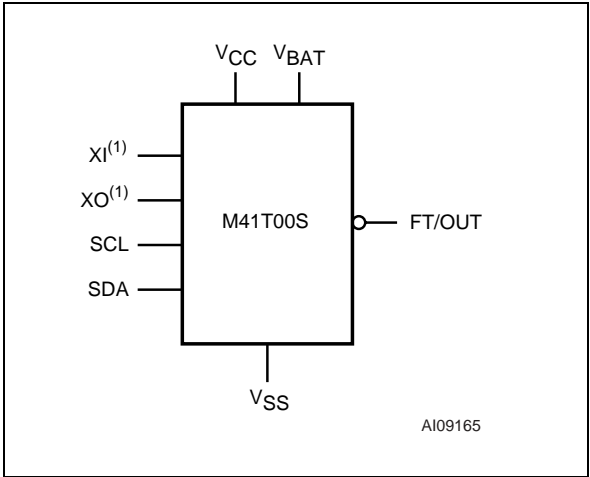 VCC VBAT
XI(1)
XO(1)
SCL
SDA
M41T00S
FT/OUT
VSS
AI09165